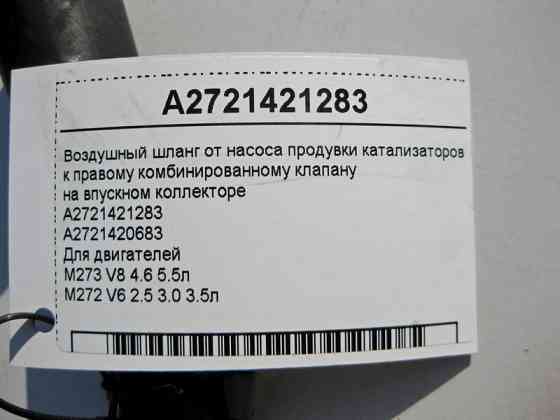 A2721421283
Воздушный шланг от насоса продувки катализаторов
к правому комбинированному клапану
на впускном коллекторе
A2721421283
A2721420683
Для двигателей
M273 V8 4.6 5.5л
M272 V6 2.5 3.0 3.5л